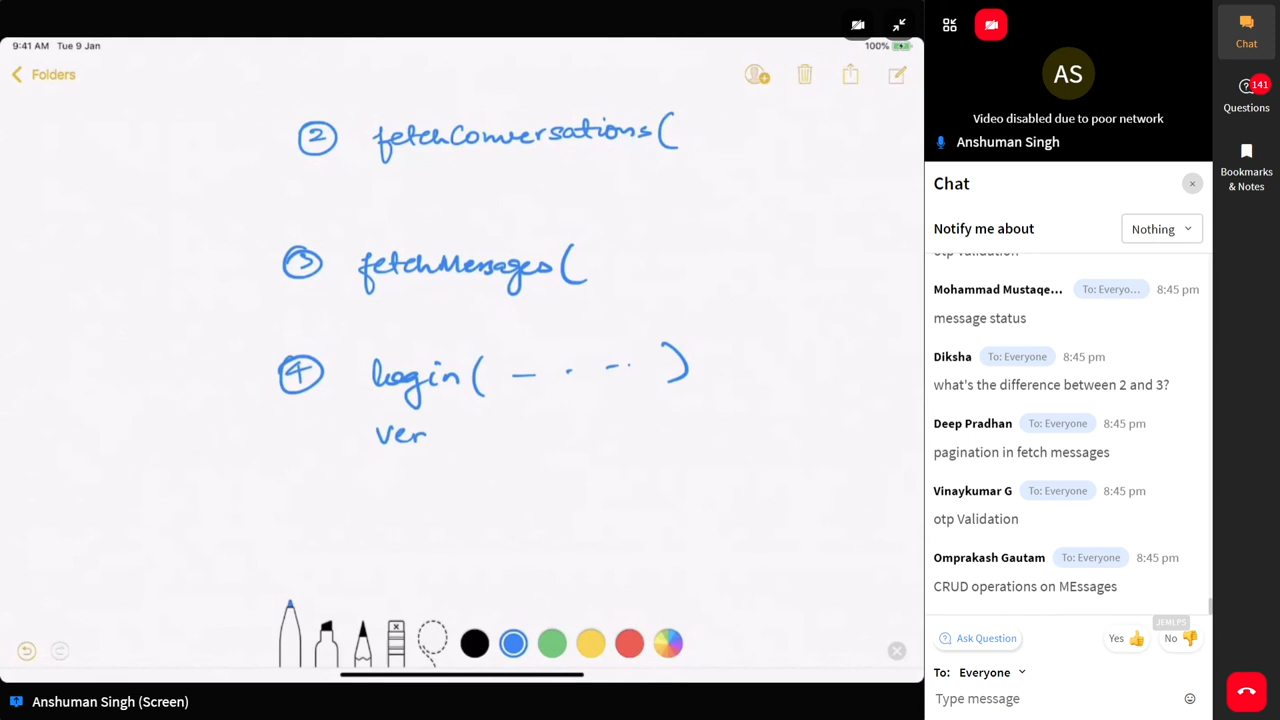 9:41 AM Tue 9 Jan
100%
Folders
2 fetchConversations(
3 fetchMessages(
4 login( — . - .. )
ver
Anshuman Singh (Screen)
AS
Video disabled due to poor network
Anshuman Singh
Chat
Notify me about
Nothing
otp Validation
Mohammad Mustaqe... To: Everyo... 8:45 pm
message status
Diksha To: Everyone 8:45 pm
what's the difference between 2 and 3?
Deep Pradhan To: Everyone 8:45 pm
pagination in fetch messages
Vinaykumar G To: Everyone 8:45 pm
otp Validation
Omprakash Gautam To: Everyone 8:45 pm
CRUD operations on MEssages
JEMLPS
Ask Question
Yes
No
To: Everyone
Type message
Chat
141
Questions
Bookmarks
& Notes